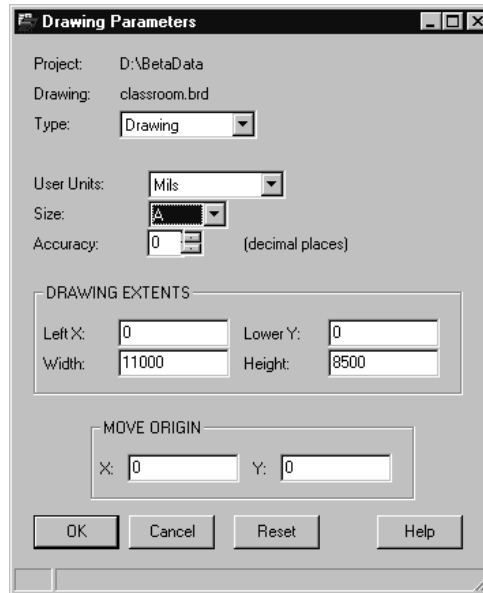 Drawing Parameters
Project: D:\BetaData
Drawing: classroom.brd
Type: Drawing
User Units: Mils
Size: A
Accuracy: 0 (decimal places)
DRAWING EXTENTS
Left X: 0 Lower Y: 0
Width: 11000 Height: 8500
MOVE ORIGIN
X: 0 Y: 0
OK Cancel Reset Help